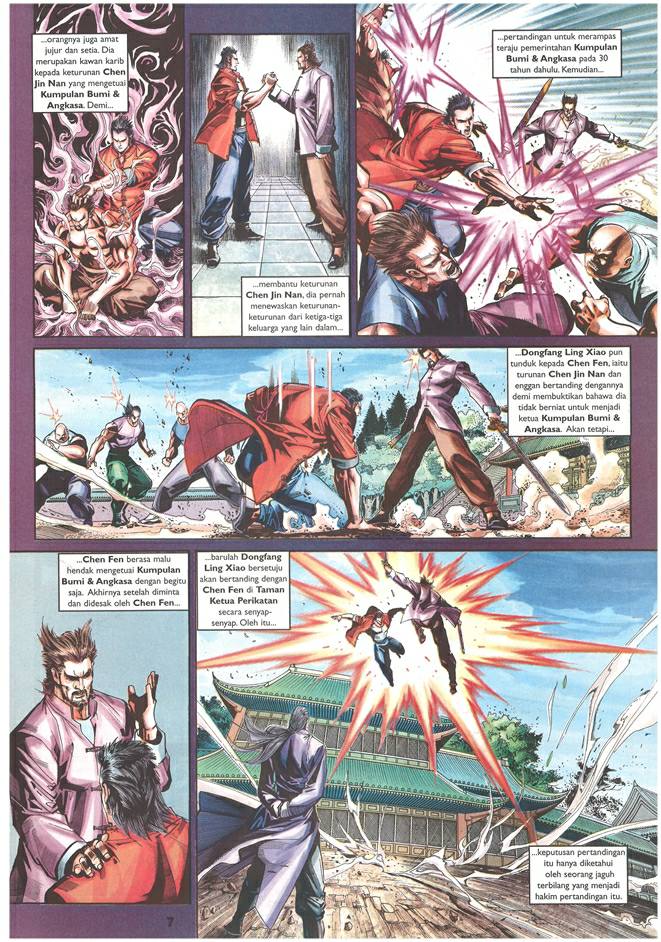 ...orangnya juga amat
jujur dan setia. Dia
merupakan kawan karib
kepada keturunan Chen
Jin Nan yang mengetuai
Kumpulan Bumi &
Angkasa. Demi...
...membantu keturunan
Chen Jin Nan, dia pernah
menewaskan keturunan-
keturunan dari ketiga-tiga
keluarga yang lain dalam...
...pertandingan untuk merampas
teraju pemerintahan Kumpulan
Bumi & Angkasa pada 30
tahun dahulu. Kemudian...
...Dongfang Ling Xiao pun
tunduk kepada Chen Fen, iaitu
turunan Chen Jin Nan dan
enggan bertanding dengannya
demi membuktikan bahawa dia
tidak berniat untuk menjadi
ketua Kumpulan Bumi &
Angkasa. Akan tetapi...
...Chen Fen berasa malu
hendak mengetuai Kumpulan
Bumi & Angkasa dengan begitu
saja. Akhirnya setelah diminta
dan didesak oleh Chen Fen...
...barulah Dongfang
Ling Xiao bersetuju
akan bertanding dengan
Chen Fen di Taman
Ketua Perikatan
secara senyap-
senyap. Oleh itu...
...keputusan pertandingan
itu hanya diketahui
oleh seorang jaguh
terbilang yang menjadi
hakim pertandingan itu.
7